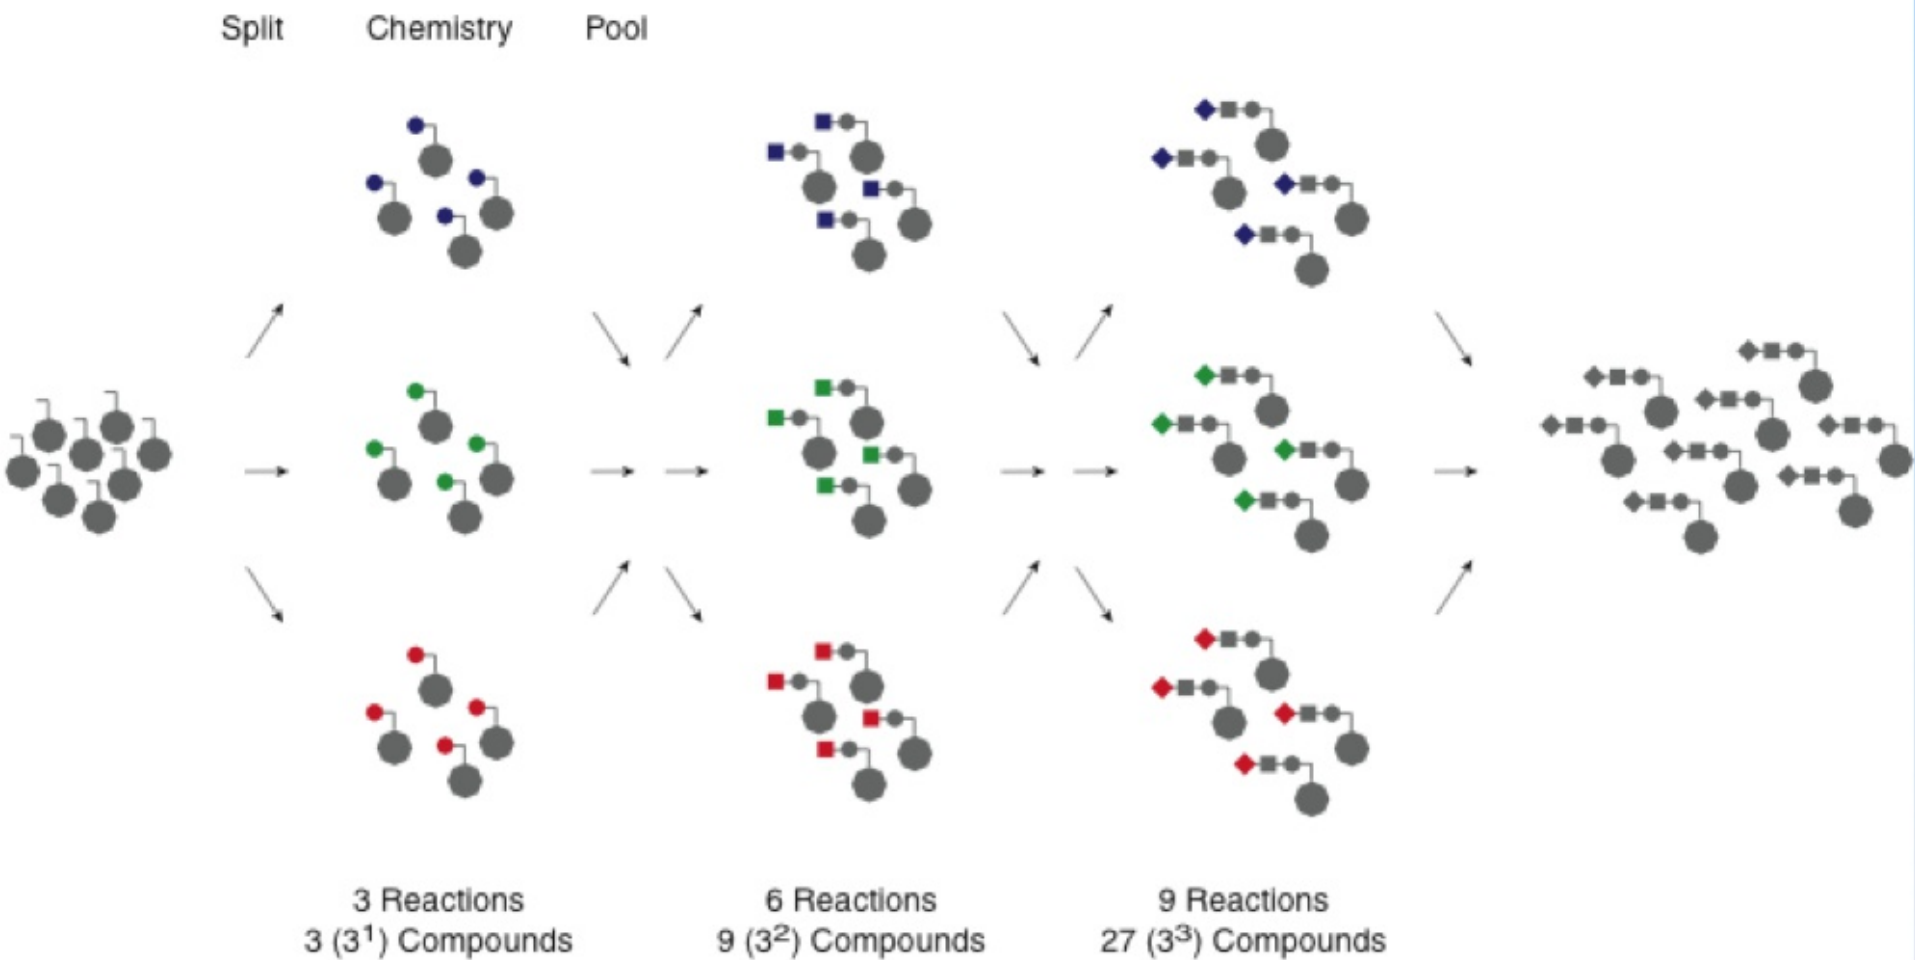 Split Chemistry Pool
3 Reactions
3 (3¹) Compounds
6 Reactions
9 (3²) Compounds
9 Reactions
27 (3³) Compounds